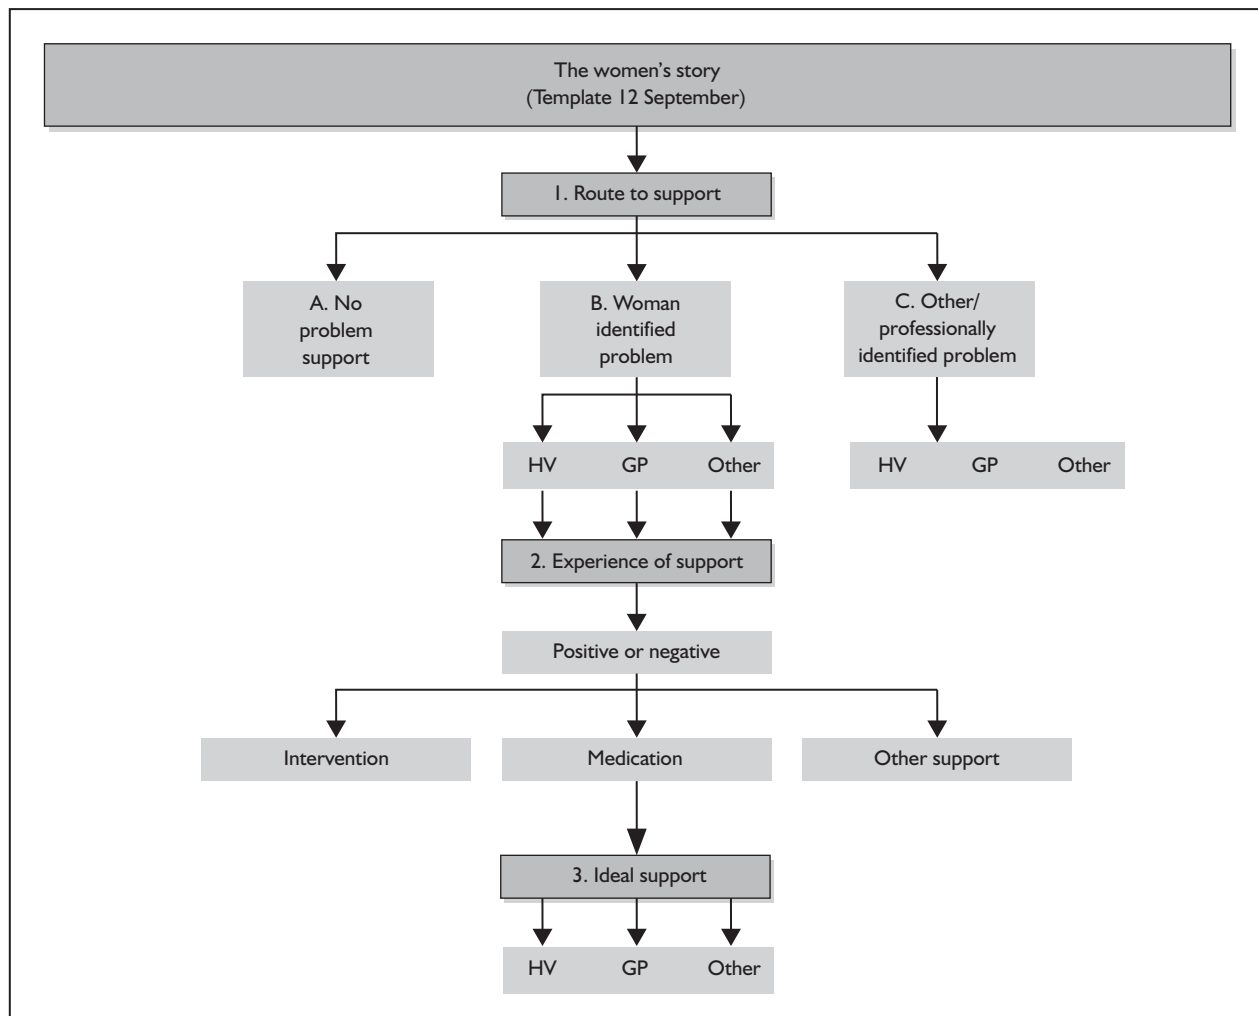 The women's story
(Template 12 September)
1. Route to support
A. No
problem
support
B. Woman
identified
problem
C. Other/
professionally
identified problem
HV GP Other
HV GP Other
2. Experience of support
Positive or negative
Intervention
Medication
Other support
3. Ideal support
HV GP Other